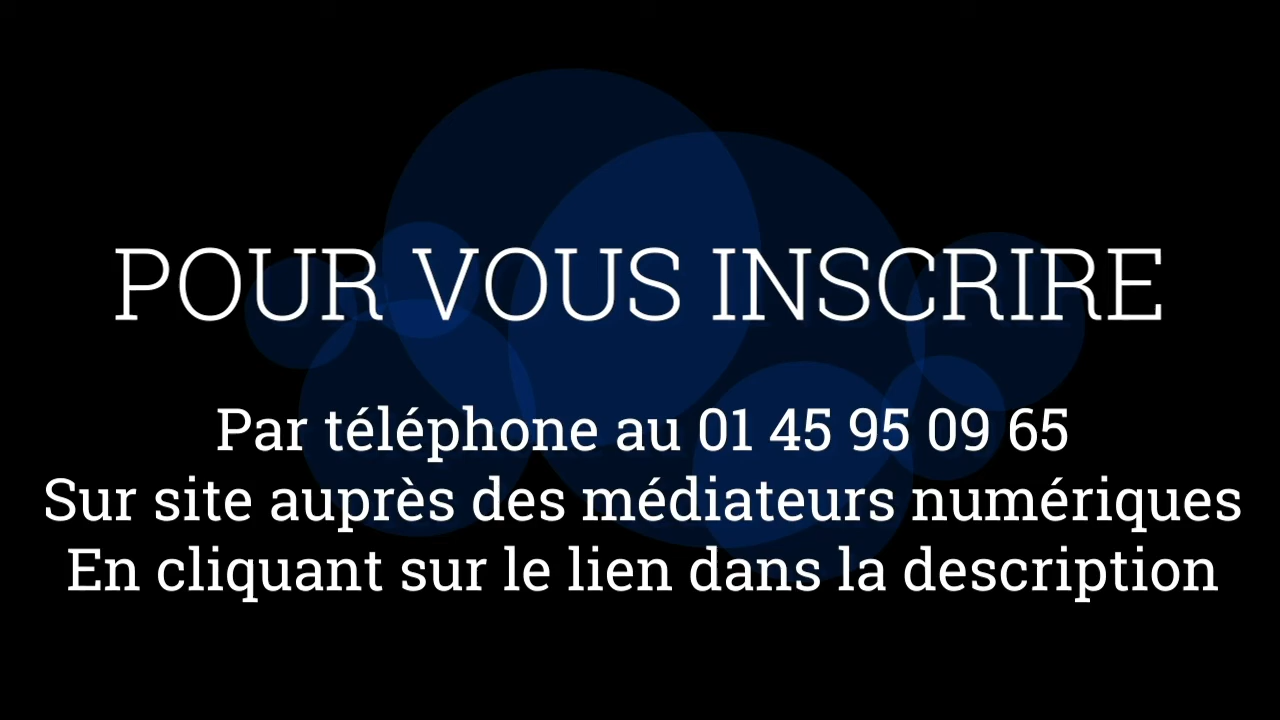 POUR VOUS INSCRIRE
Par téléphone au 01 45 95 09 65
Sur site auprès des médiateurs numériques
En cliquant sur le lien dans la description